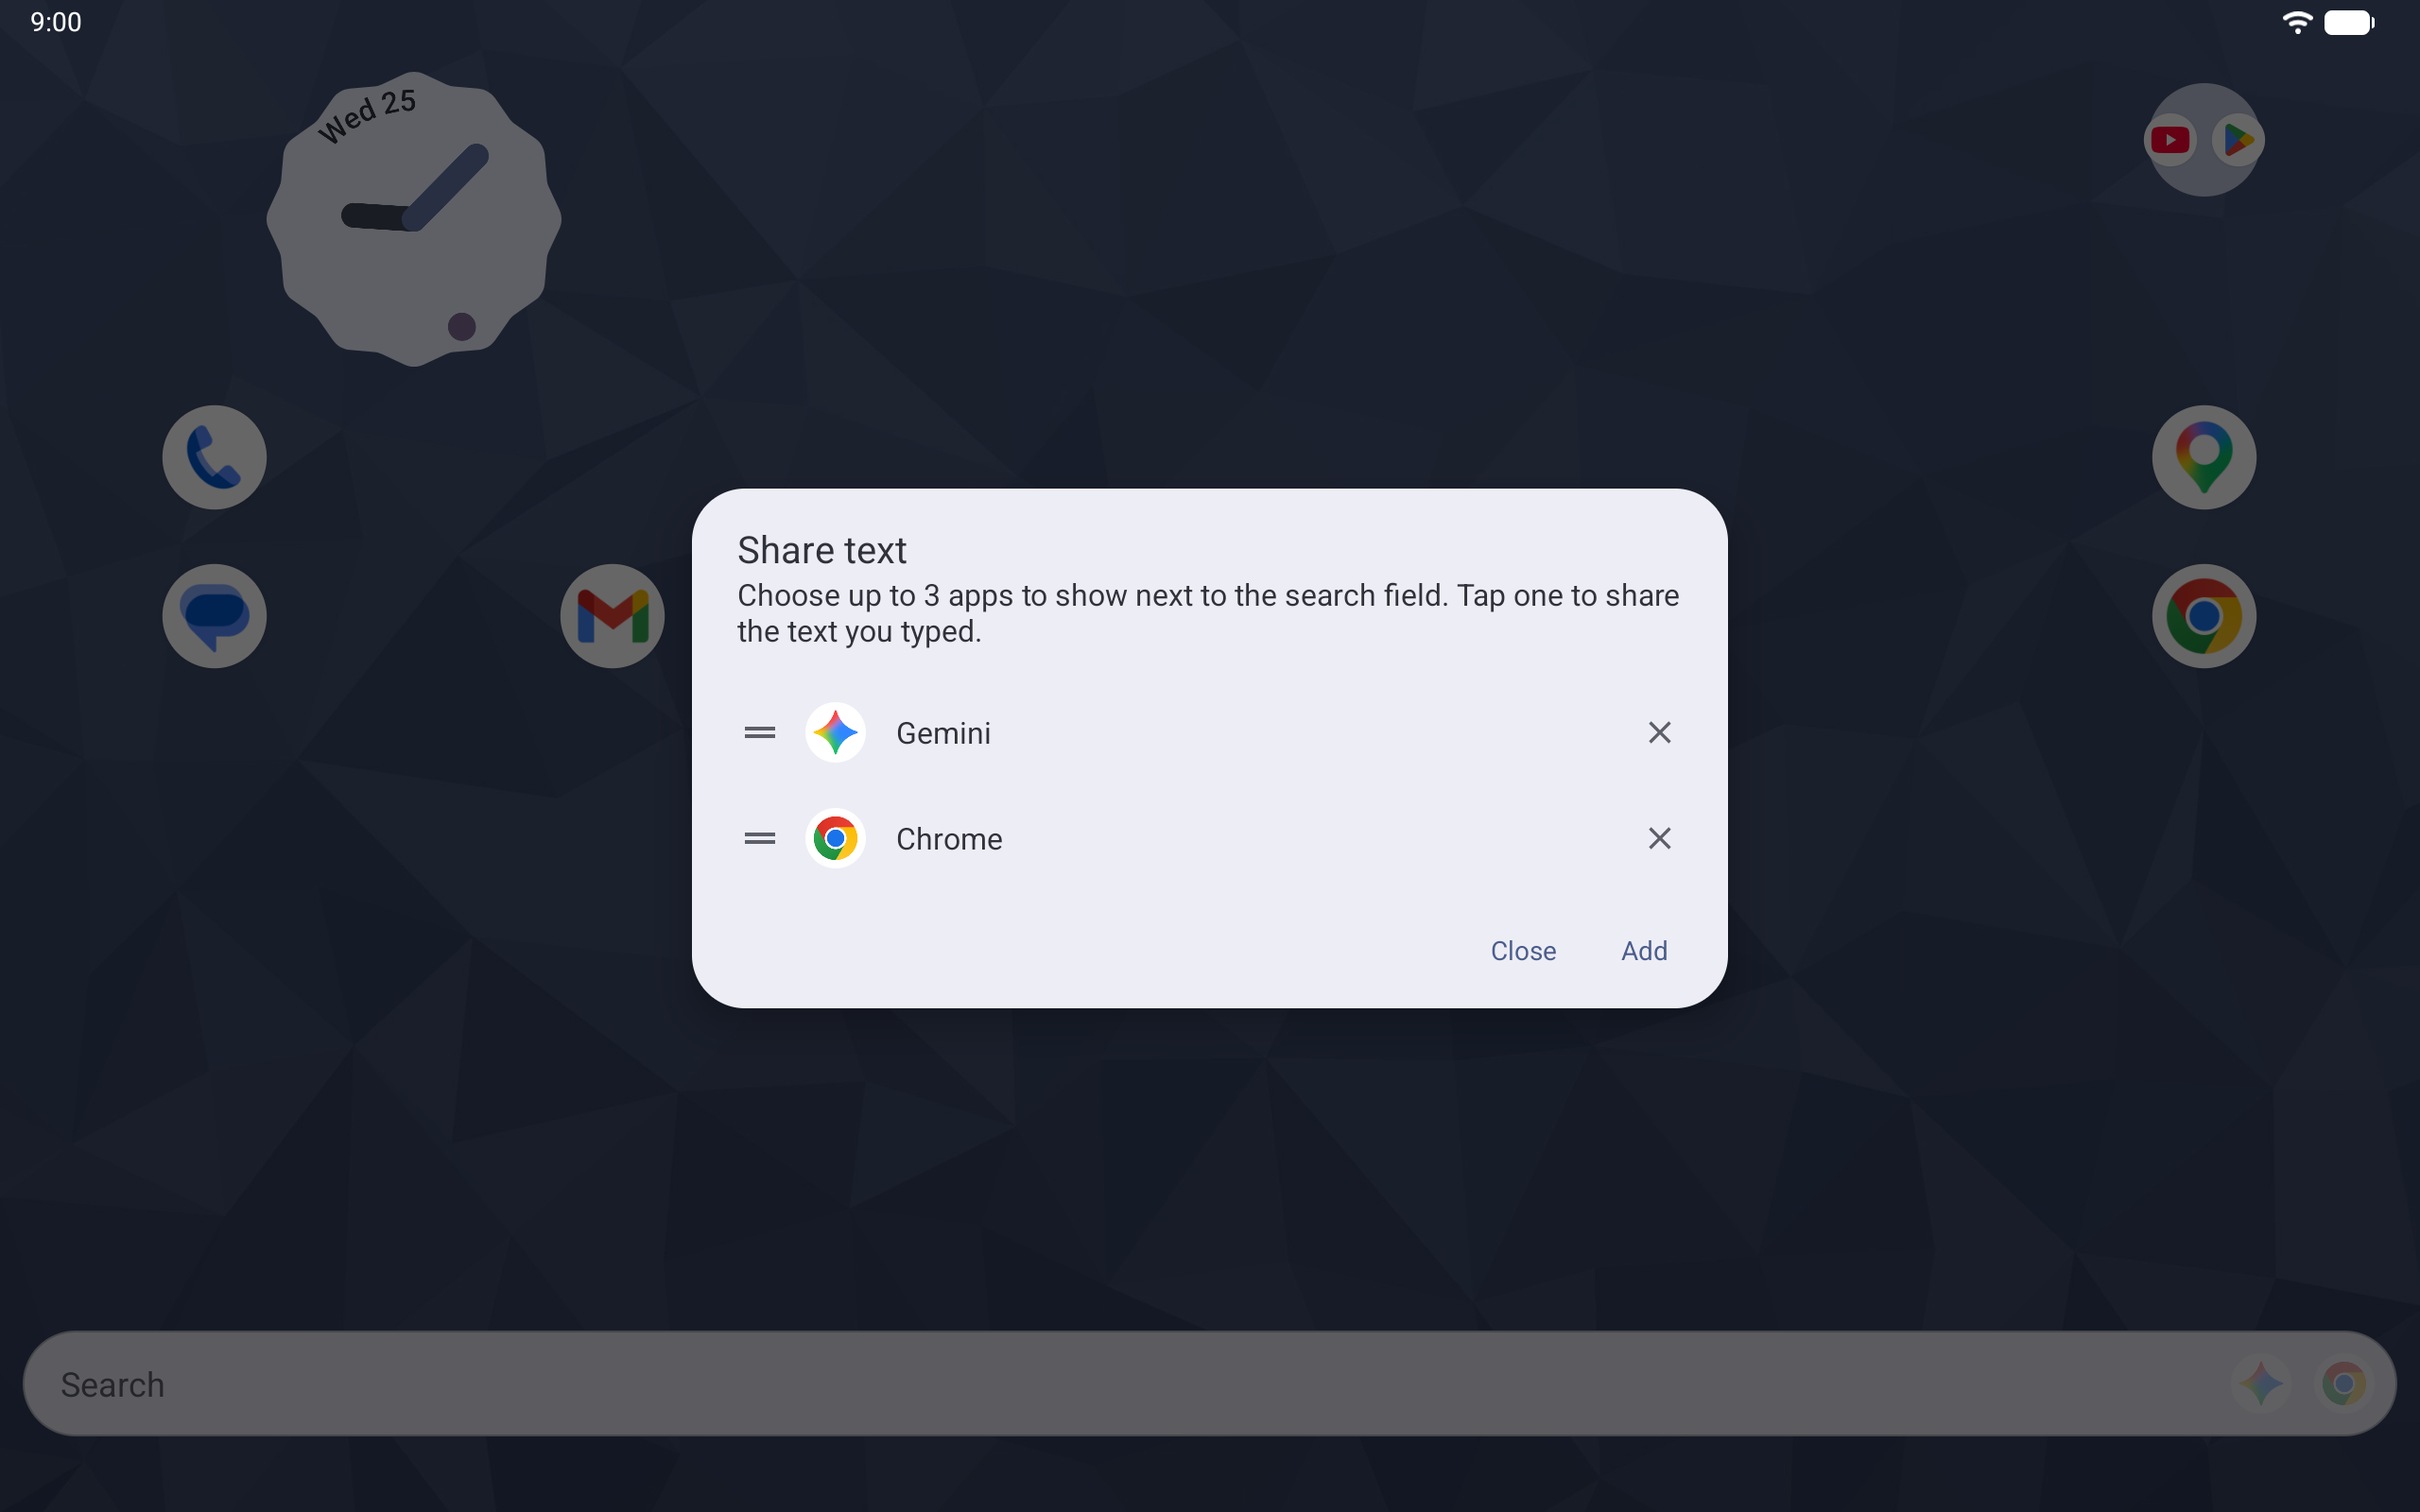 9:00
Wed 25
Share text
Choose up to 3 apps to show next to the search field. Tap one to share
the text you typed.
Gemini
Chrome
Close
Add
Search